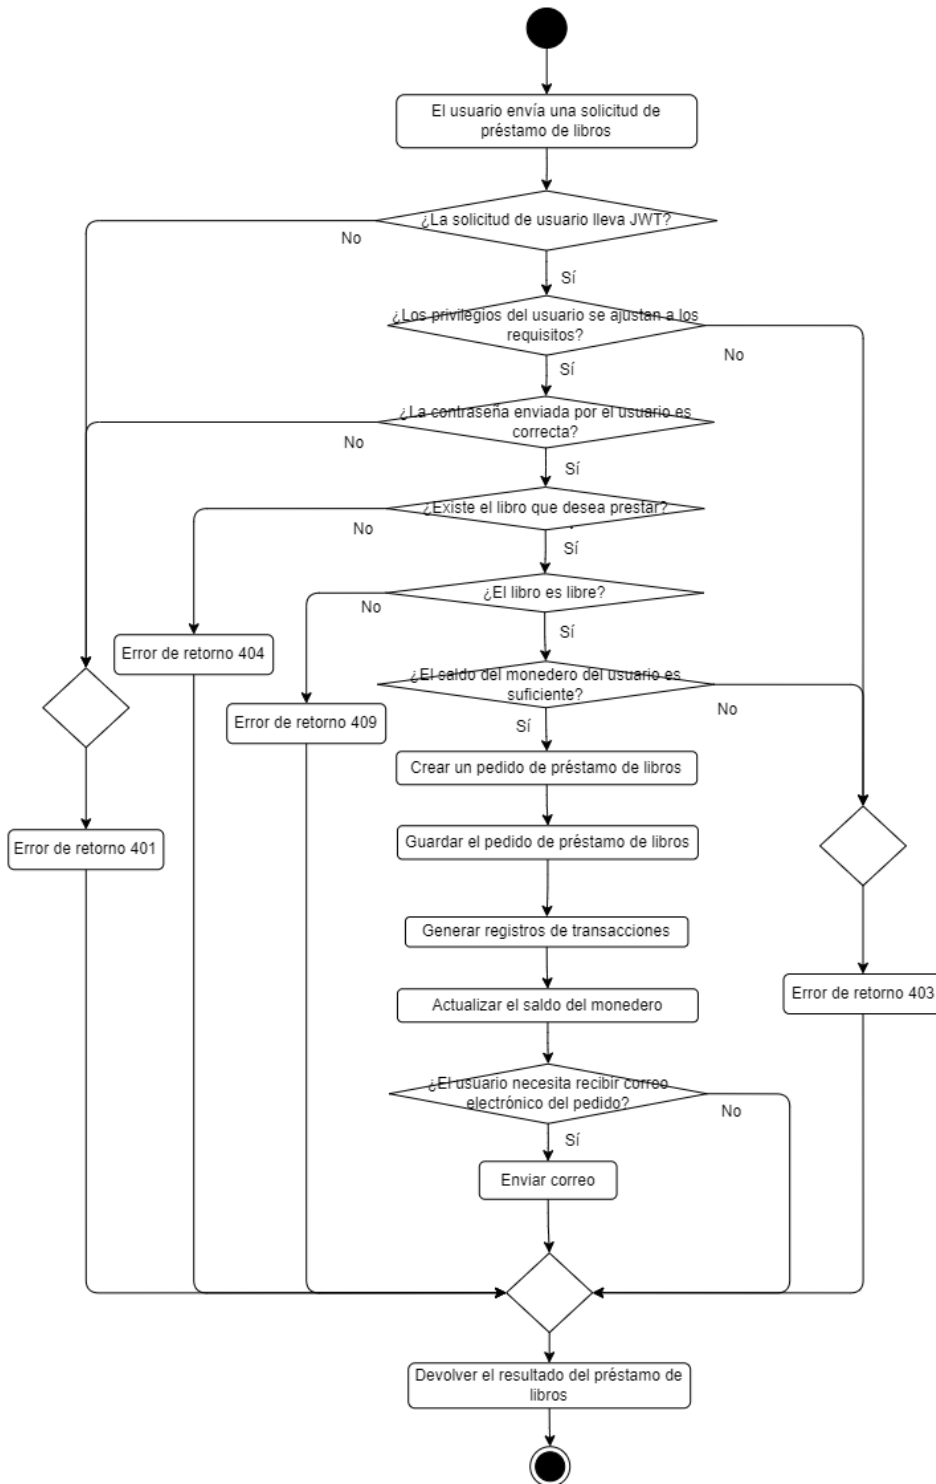 El usuario envía una solicitud de
préstamo de libros
¿La solicitud de usuario lleva JWT?
No
Sí
¿Los privilegios del usuario se ajustan a los
requisitos?
No
Sí
¿La contraseña enviada por el usuario es
correcta?
No
Sí
¿Existe el libro que desea prestar?
No
Sí
¿El libro es libre?
No
Sí
Error de retorno 404
¿El saldo del monedero del usuario es
suficiente?
No
Sí
Error de retorno 409
Crear un pedido de préstamo de libros
Guardar el pedido de préstamo de libros
Error de retorno 401
Generar registros de transacciones
Error de retorno 403
Actualizar el saldo del monedero
¿El usuario necesita recibir correo
electrónico del pedido?
No
Sí
Enviar correo
Devolver el resultado del préstamo de
libros